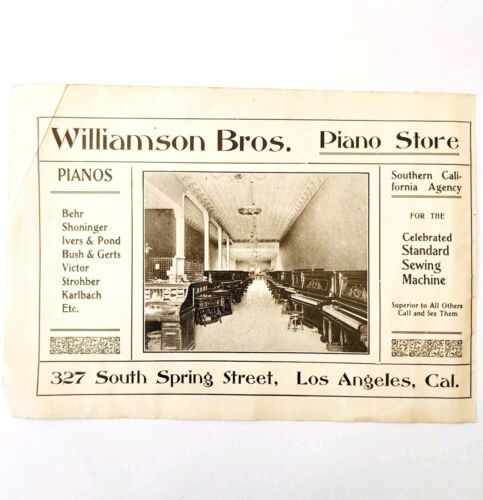 Williamson Bros. Piano Store
PIANOS
Behr
Shoninger
Ivers & Pond
Bush & Gerts
Victor
Strohber
Karlbach
Etc.
Southern Cali-
fornia Agency
FOR THE
Celebrated
Standard
Sewing
Machine
Superior to All Others
Call and See Them
327 South Spring Street, Los Angeles, Cal.